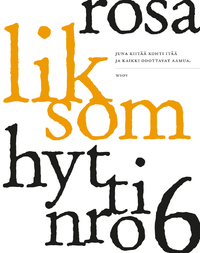 rosa
lik
som
JUNA KIITÄÄ KOHTI ITÄÄ
JA KAIKKI ODOTTAVAT AAMUA.
WSOY
hyt
ti
nro6